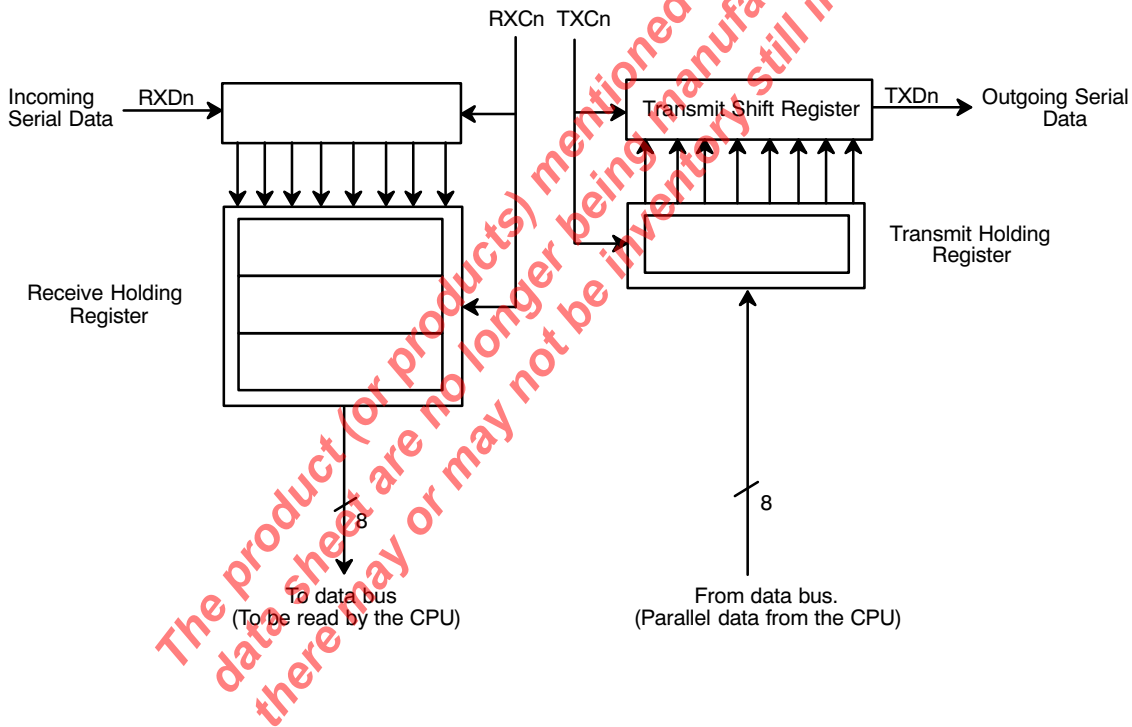 RXCn TXCn
Incoming
Serial Data
RXDn
Transmit Shift Register
TXDn
Outgoing Serial
Data
Receive Holding
Register
Transmit Holding
Register
8
8
To data bus
(To be read by the CPU)
From data bus.
(Parallel data from the CPU)
The product (or products) mentioned
data sheet are no longer being manufa
there may or may not be inventory still i